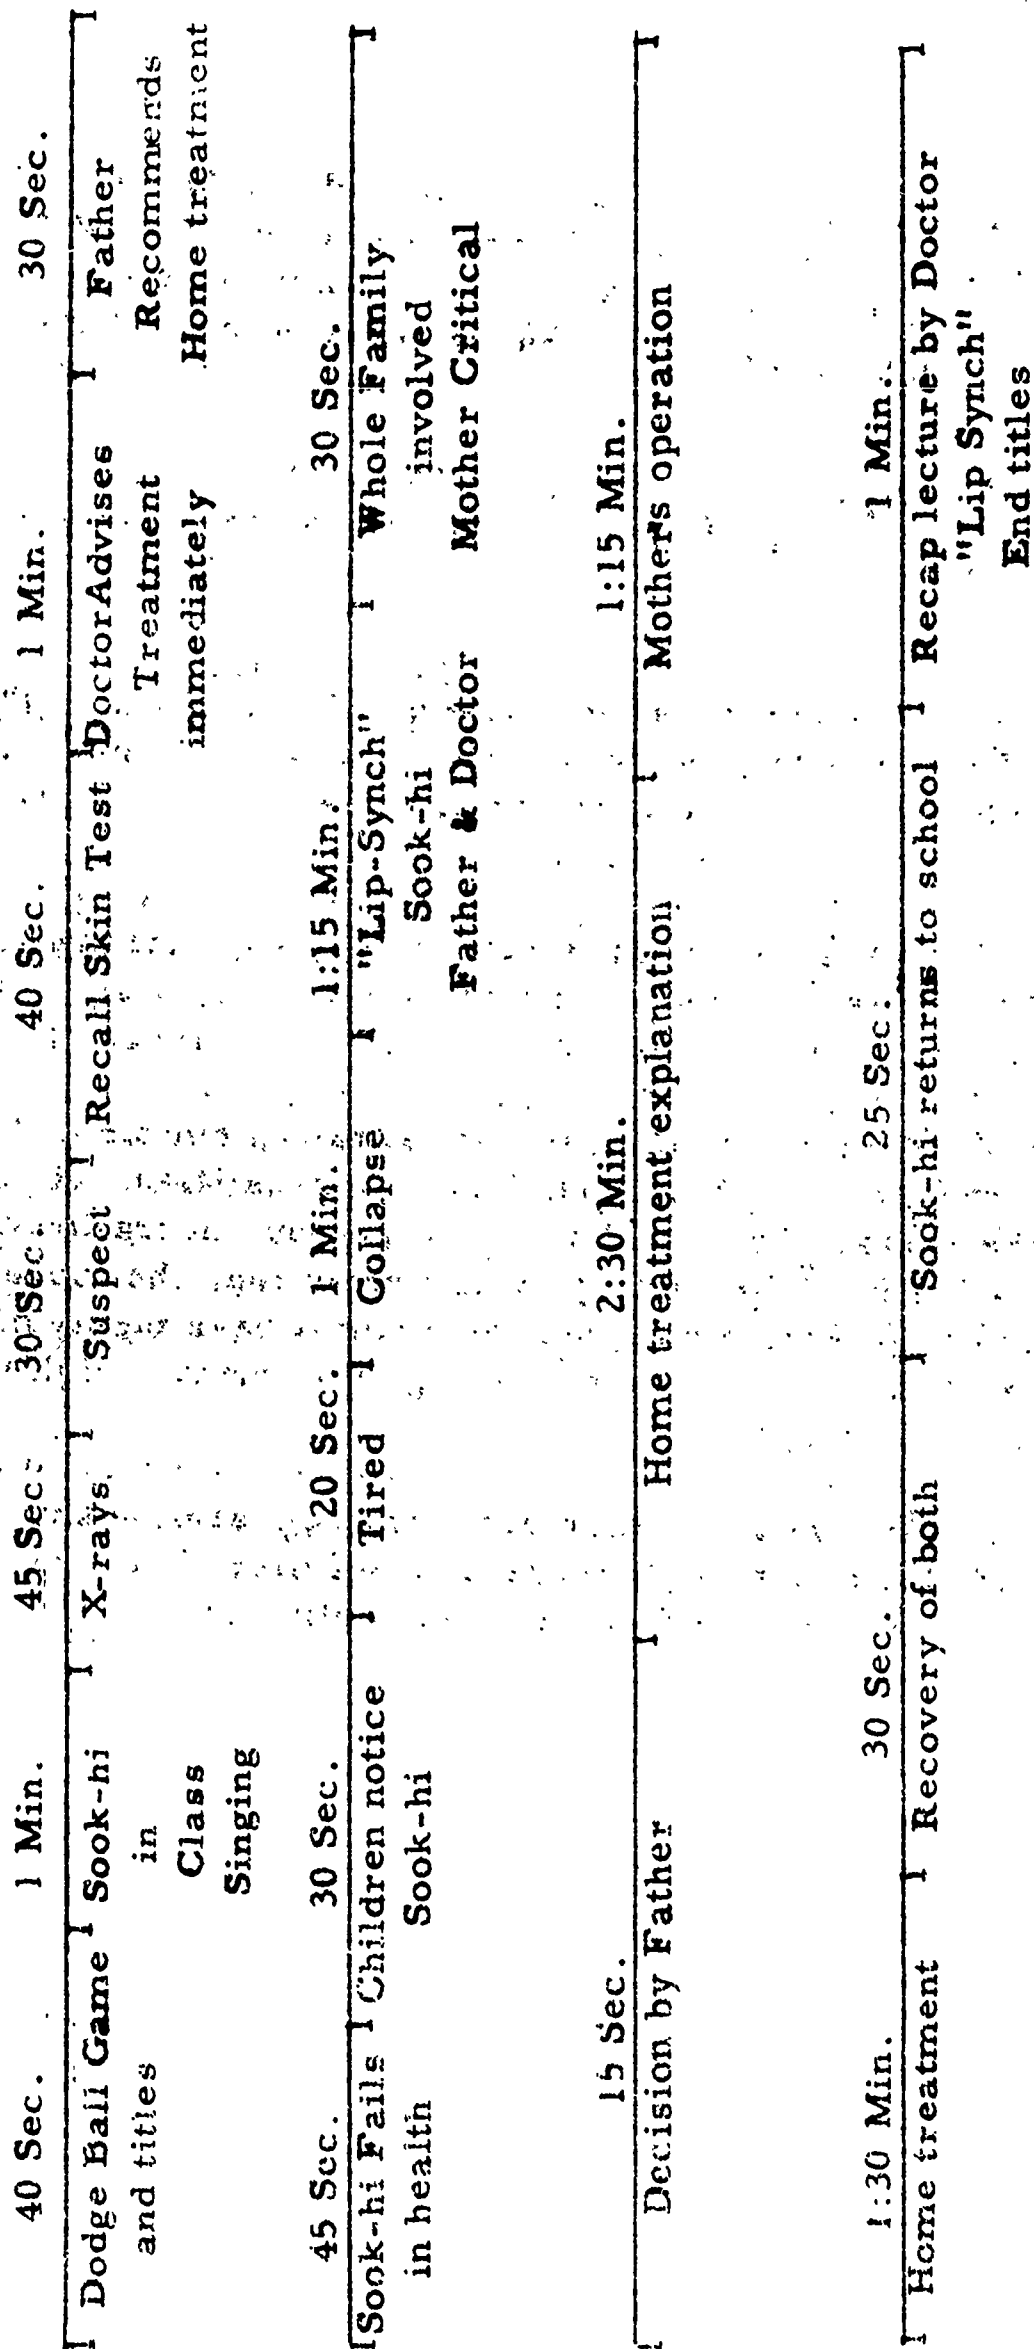 40 Sec. 1 Min. 45 Sec. 30 Sec. 40 Sec. 1 Min. 30 Sec.
Dodge Ball Game Sook-hi X-rays Suspect Recall Skin Test Doctor Advises Father
and titles in Treatment Recommends
Class immediately Home treatment
Singing
45 Sec. 30 Sec. 20 Sec. 1 Min. 1:15 Min. 30 Sec.
Sook-hi Fails Children notice Tired Collapse "Lip-Synch" Whole Family
in health Sook-hi Sook-hi involved
Father & Doctor Mother Critical
15 Sec. 2:30 Min. 1:15 Min.
Decision by Father Home treatment explanation Mother's operation
1:30 Min. 30 Sec. 25 Sec. 1 Min.
Home treatment Recovery of both Sook-hi returns to school Recap lecture by Doctor
"Lip Synch"
End titles